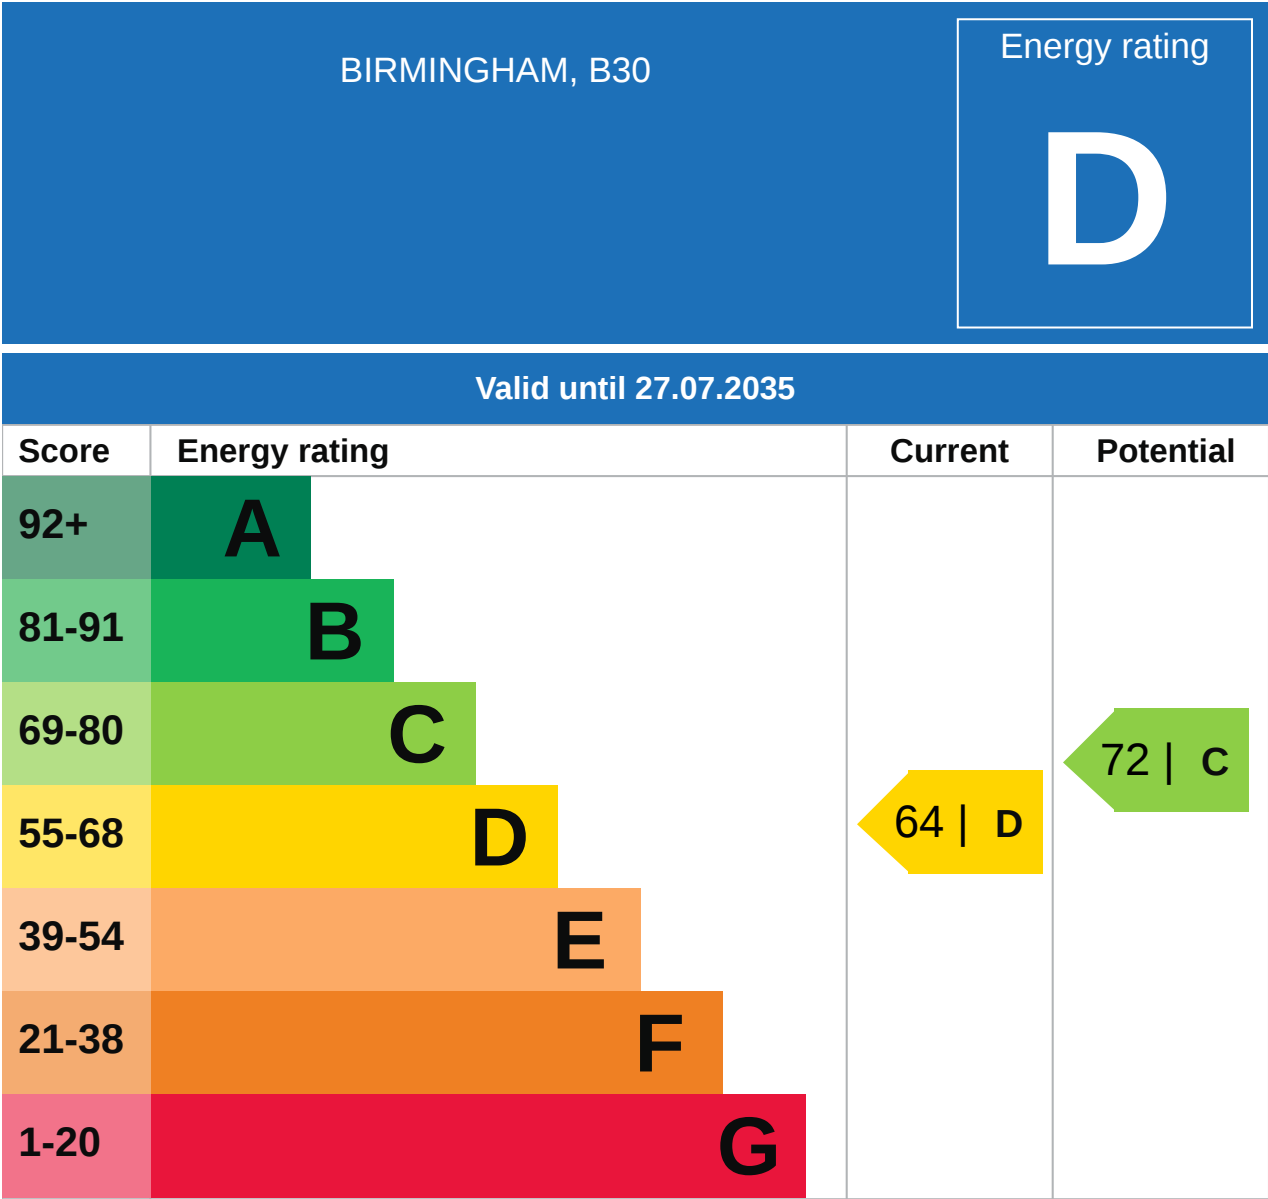 BIRMINGHAM, B30
Energy rating
D
Valid until 27.07.2035
Score Energy rating Current Potential
92+ A
81-91 B
69-80 C
72 | C
55-68 D
64 | D
39-54 E
21-38 F
1-20 G